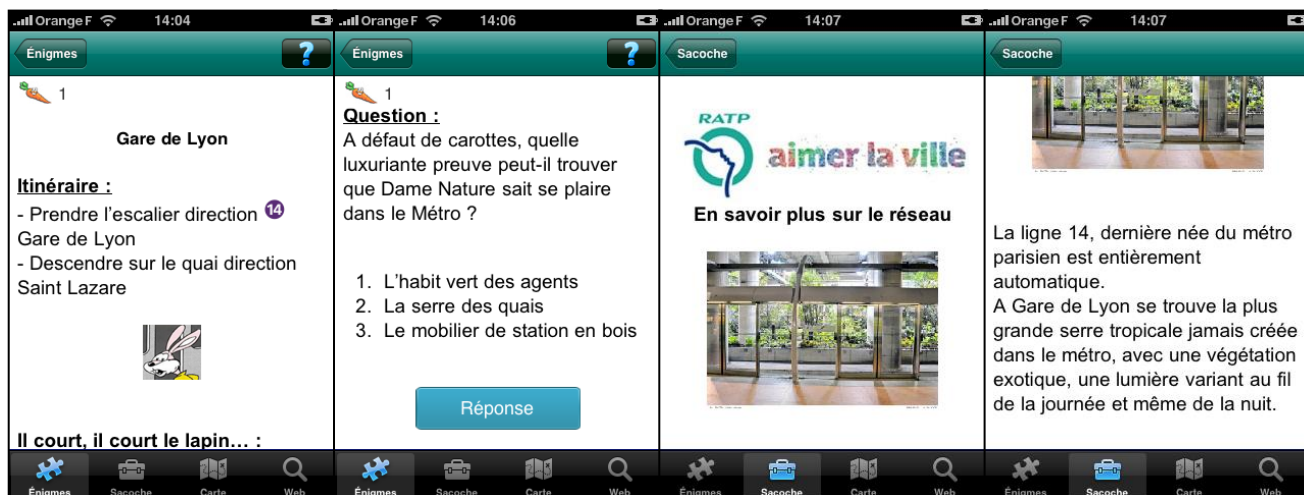 Orange F 14:04
Énigmes ?
1
Gare de Lyon
Itinéraire :
- Prendre l'escalier direction 14
Gare de Lyon
- Descendre sur le quai direction
Saint Lazare
Il court, il court le lapin… :
Énigmes Sacoche Carte Web
Orange F 14:06
Énigmes ?
1
Question :
A défaut de carottes, quelle
luxuriante preuve peut-il trouver
que Dame Nature sait se plaire
dans le Métro ?
1. L'habit vert des agents
2. La serre des quais
3. Le mobilier de station en bois
Réponse
Énigmes Sacoche Carte Web
Orange F 14:07
Sacoche
RATP
aimer la ville
En savoir plus sur le réseau
Énigmes Sacoche Carte Web
Orange F 14:07
Sacoche
La ligne 14, dernière née du métro
parisien est entièrement
automatique.
A Gare de Lyon se trouve la plus
grande serre tropicale jamais créée
dans le métro, avec une végétation
exotique, une lumière variant au fil
de la journée et même de la nuit.
Énigmes Sacoche Carte Web